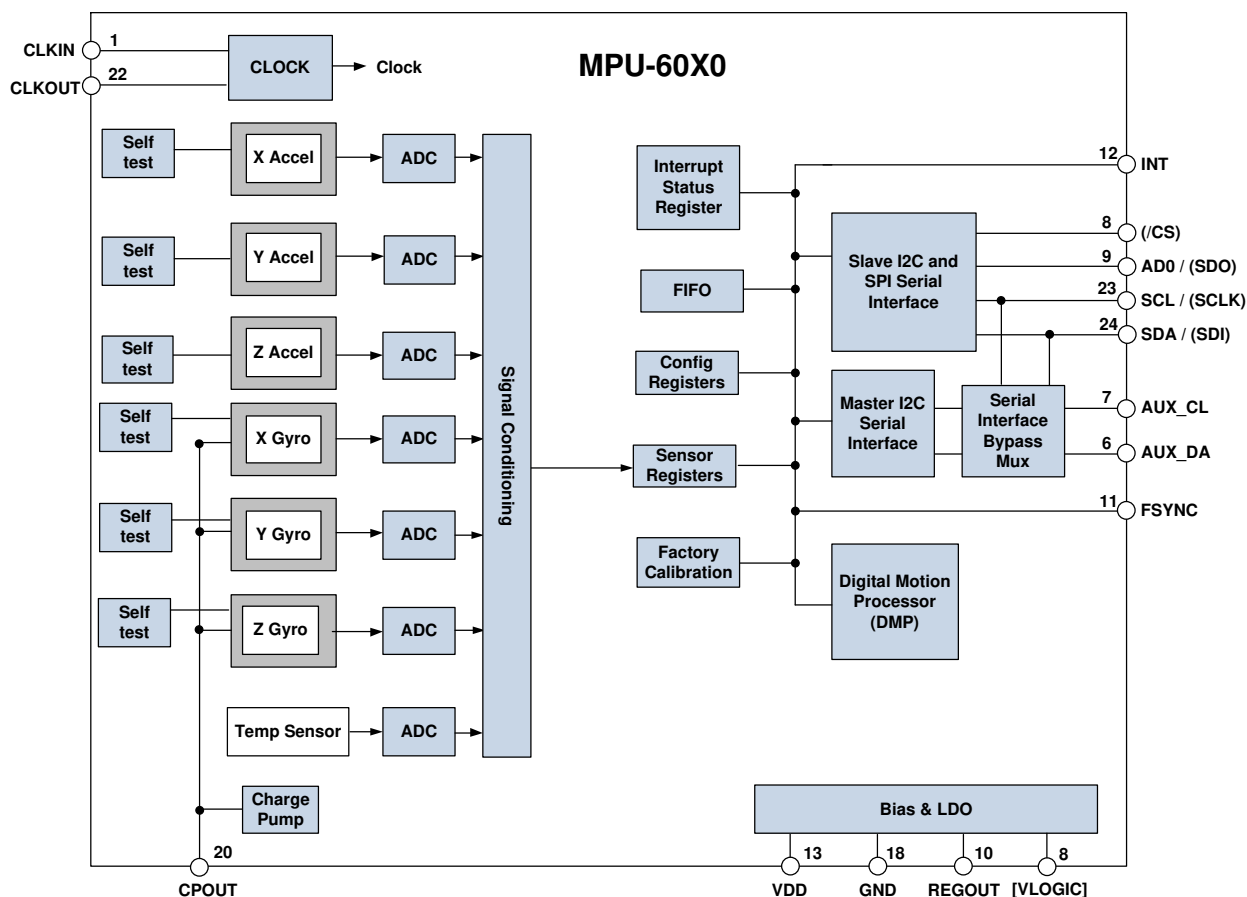 MPU-60X0
CLKIN
1
CLKOUT
22
CLOCK
Clock
Self
test
X Accel
ADC
Self
test
Y Accel
ADC
Self
test
Z Accel
ADC
Self
test
X Gyro
ADC
Self
test
Y Gyro
ADC
Self
test
Z Gyro
ADC
Temp Sensor
ADC
Charge
Pump
20
CPOUT
Signal Conditioning
Interrupt
Status
Register
FIFO
Config
Registers
Sensor
Registers
Factory
Calibration
Slave I2C and
SPI Serial
Interface
Master I2C
Serial
Interface
Serial
Interface
Bypass
Mux
Digital Motion
Processor
(DMP)
12
INT
8
(/CS)
9
AD0 / (SDO)
23
SCL / (SCLK)
24
SDA / (SDI)
7
AUX_CL
6
AUX_DA
11
FSYNC
Bias & LDO
13
18
10
8
VDD
GND
REGOUT
[VLOGIC]